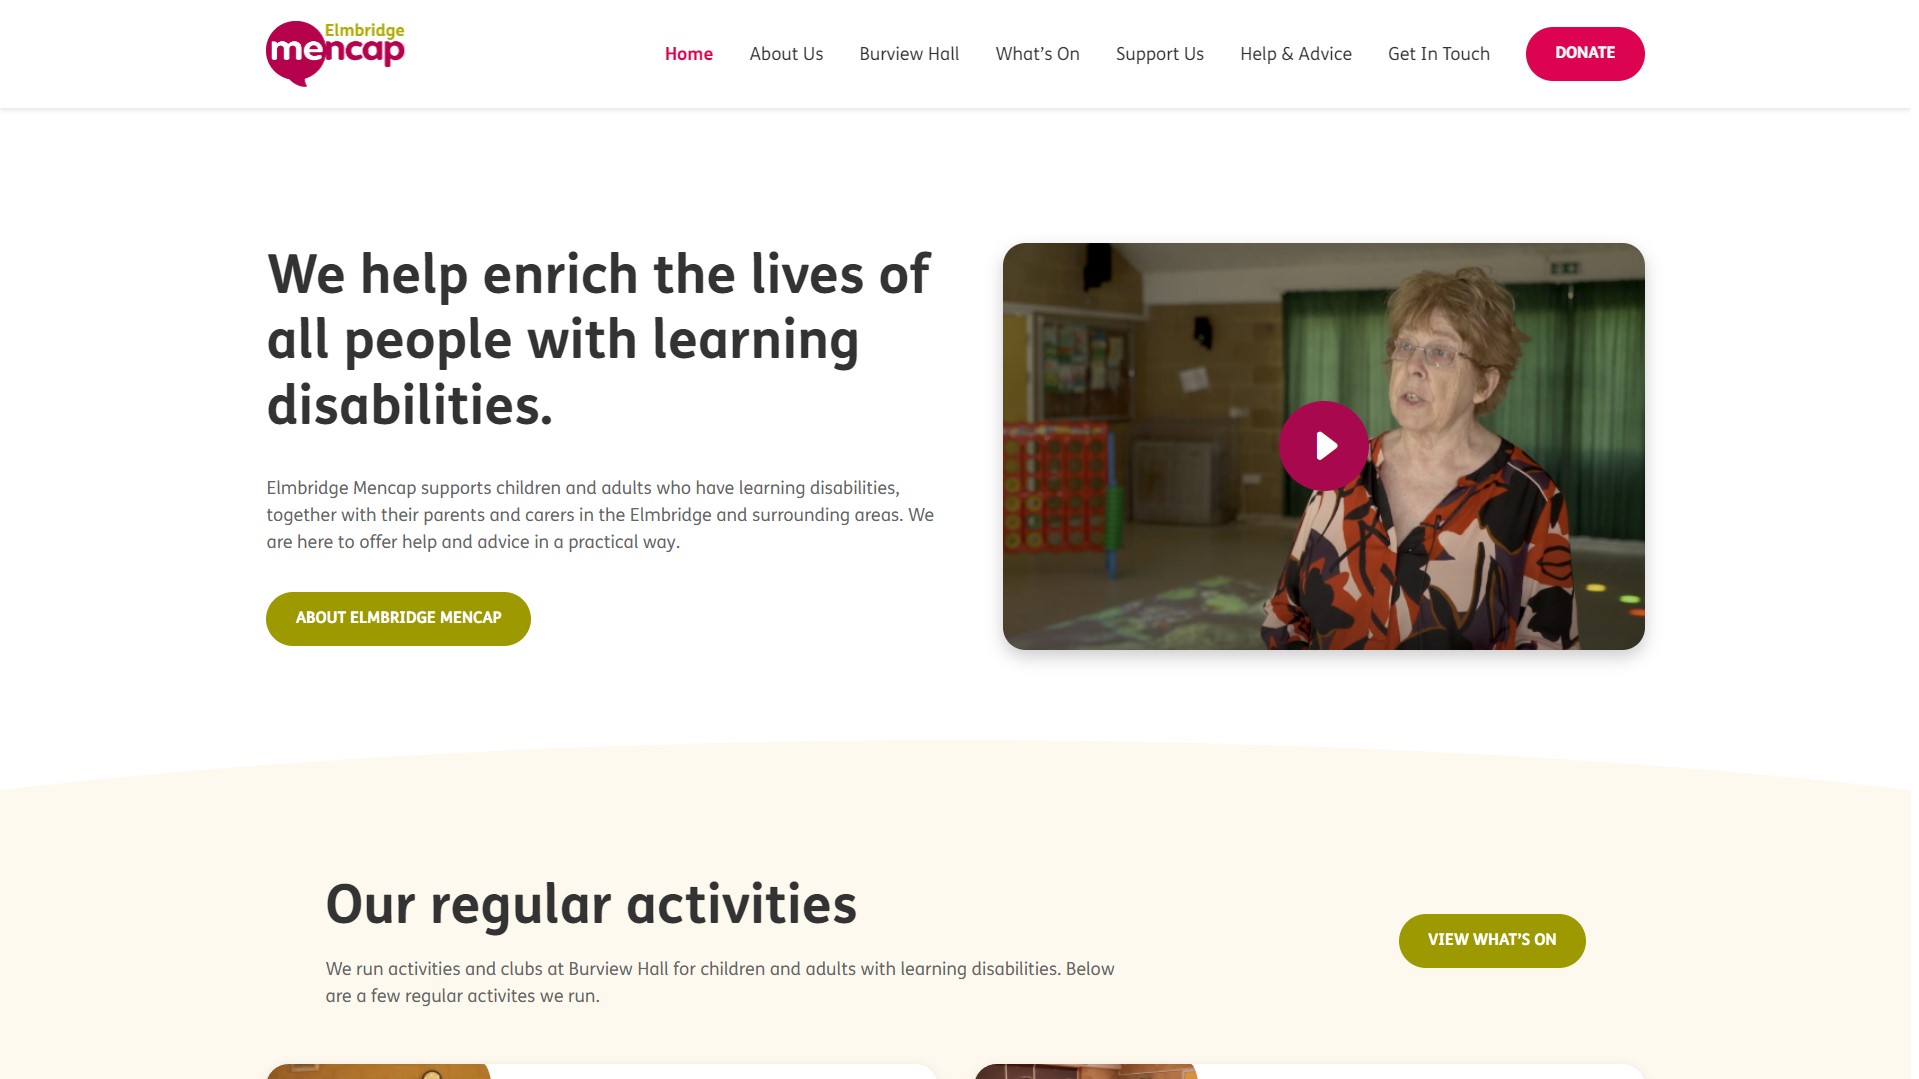 Elmbridge
mencap
Home
About Us
Burview Hall
What's On
Support Us
Help & Advice
Get In Touch
DONATE
We help enrich the lives of
all people with learning
disabilities.
Elmbridge Mencap supports children and adults who have learning disabilities,
together with their parents and carers in the Elmbridge and surrounding areas. We
are here to offer help and advice in a practical way.
ABOUT ELMBRIDGE MENCAP
EXIT
Our regular activities
We run activities and clubs at Burview Hall for children and adults with learning disabilities. Below
are a few regular activites we run.
VIEW WHAT'S ON